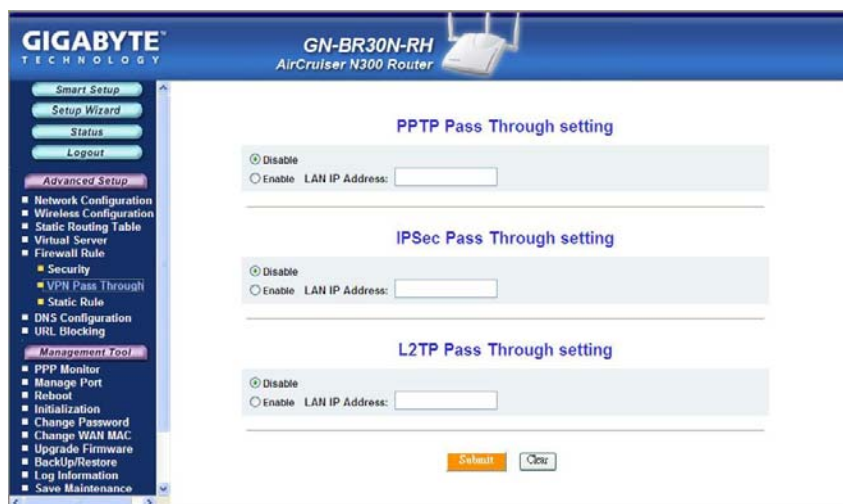 GIGABYTE™
TECHNOLOGY
GN-BR30N-RH
AirCruiser N300 Router
Smart Setup
Setup Wizard
Status
Logout
Advanced Setup
Network Configuration
Wireless Configuration
Static Routing Table
Virtual Server
Firewall Rule
Security
VPN Pass Through
Static Rule
DNS Configuration
URL Blocking
Management Tool
PPP Monitor
Manage Port
Reboot
Initialization
Change Password
Change WAN MAC
Upgrade Firmware
BackUp/Restore
Log Information
Save Maintenance
PPTP Pass Through setting
Disable
Enable LAN IP Address:
IPSec Pass Through setting
Disable
Enable LAN IP Address:
L2TP Pass Through setting
Disable
Enable LAN IP Address:
Submit Clear